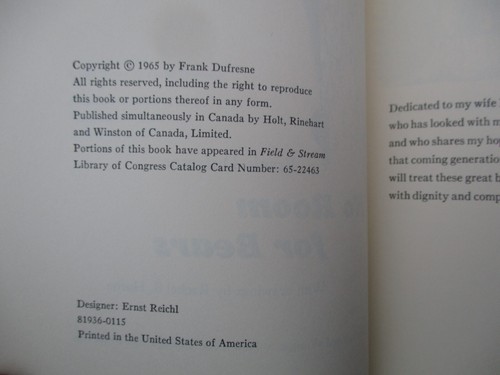 Copyright © 1965 by Frank Dufresne
All rights reserved, including the right to reproduce
this book or portions thereof in any form.
Published simultaneously in Canada by Holt, Rinehart
and Winston of Canada, Limited.
Portions of this book have appeared in Field & Stream
Library of Congress Catalog Card Number: 65-22463
Room
for Bears
Designer: Ernst Reichl
81936-0115
Printed in the United States of America
Dedicated to my wife
who has looked with
and who shares my
that coming
will treat these great
with dignity and